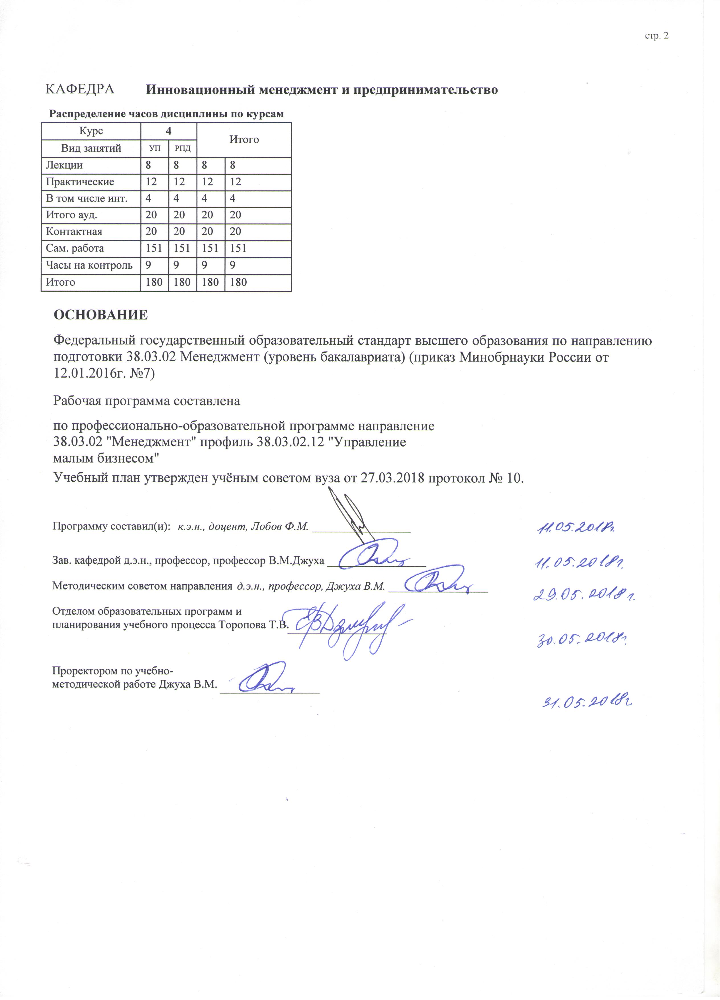 стр. 2
КАФЕДРА Инновационный менеджмент и предпринимательство
Распределение часов дисциплины по курсам
Курс 4 Итого
Вид занятий УП РПД
Лекции 8 8 8 8
Практические 12 12 12 12
В том числе инт. 4 4 4 4
Итого ауд. 20 20 20 20
Контактная 20 20 20 20
Сам. работа 151 151 151 151
Часы на контроль 9 9 9 9
Итого 180 180 180 180
ОСНОВАНИЕ
Федеральный государственный образовательный стандарт высшего образования по направлению
подготовки 38.03.02 Менеджмент (уровень бакалавриата) (приказ Минобрнауки России от
12.01.2016г. №7)
Рабочая программа составлена
по профессионально-образовательной программе направление
38.03.02 "Менеджмент" профиль 38.03.02.12 "Управление
малым бизнесом"
Учебный план утвержден учёным советом вуза от 27.03.2018 протокол № 10.
Программу составил(и): к.э.н., доцент, Лобов Ф.М. 11.05.2018г.
Зав. кафедрой д.э.н., профессор, профессор В.М.Джуха 11.05.2018г.
Методическим советом направления д.э.н., профессор, Джуха В.М. 29.05.2018г.
Отделом образовательных программ и
планирования учебного процесса Торопова Т.В.
30.05.2018г.
Проректором по учебно-
методической работе Джуха В.М.
31.05.2018г